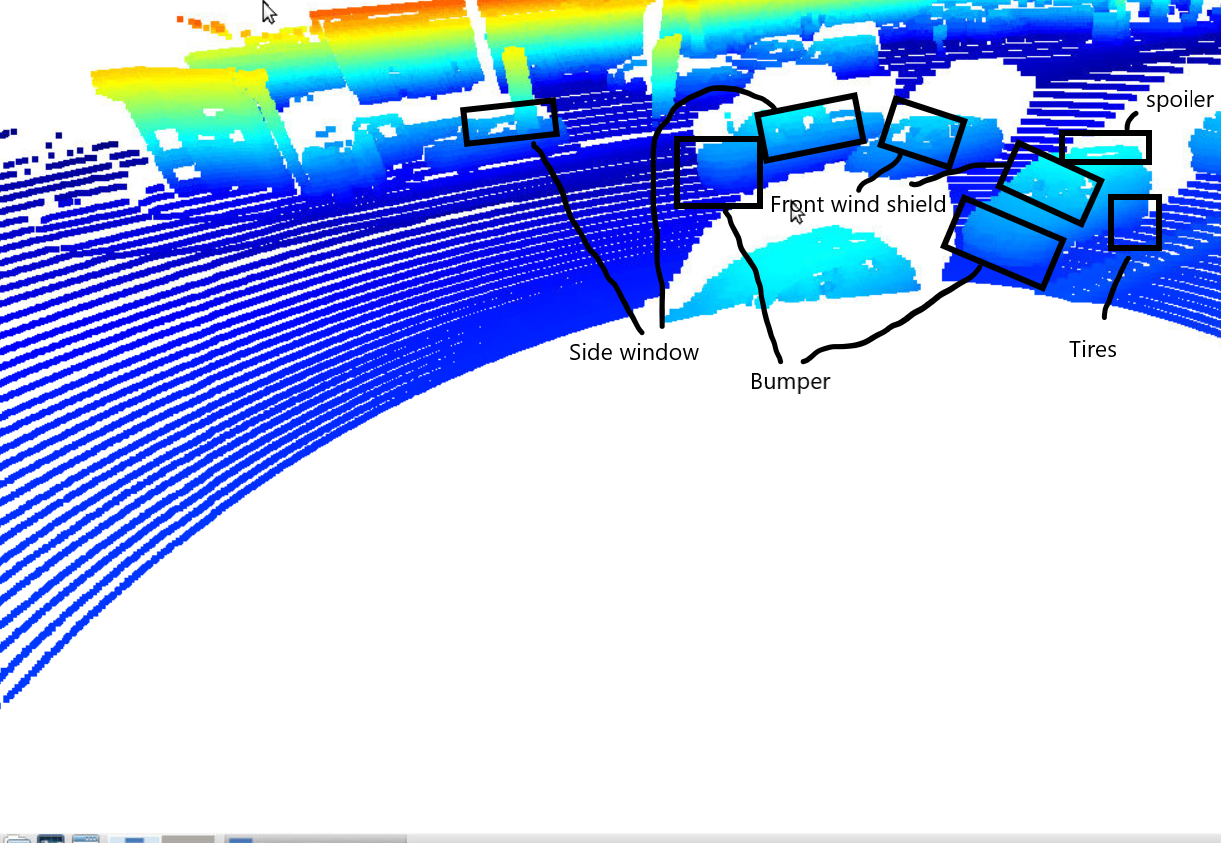 spoiler
Front wind shield
Side window
Tires
Bumper